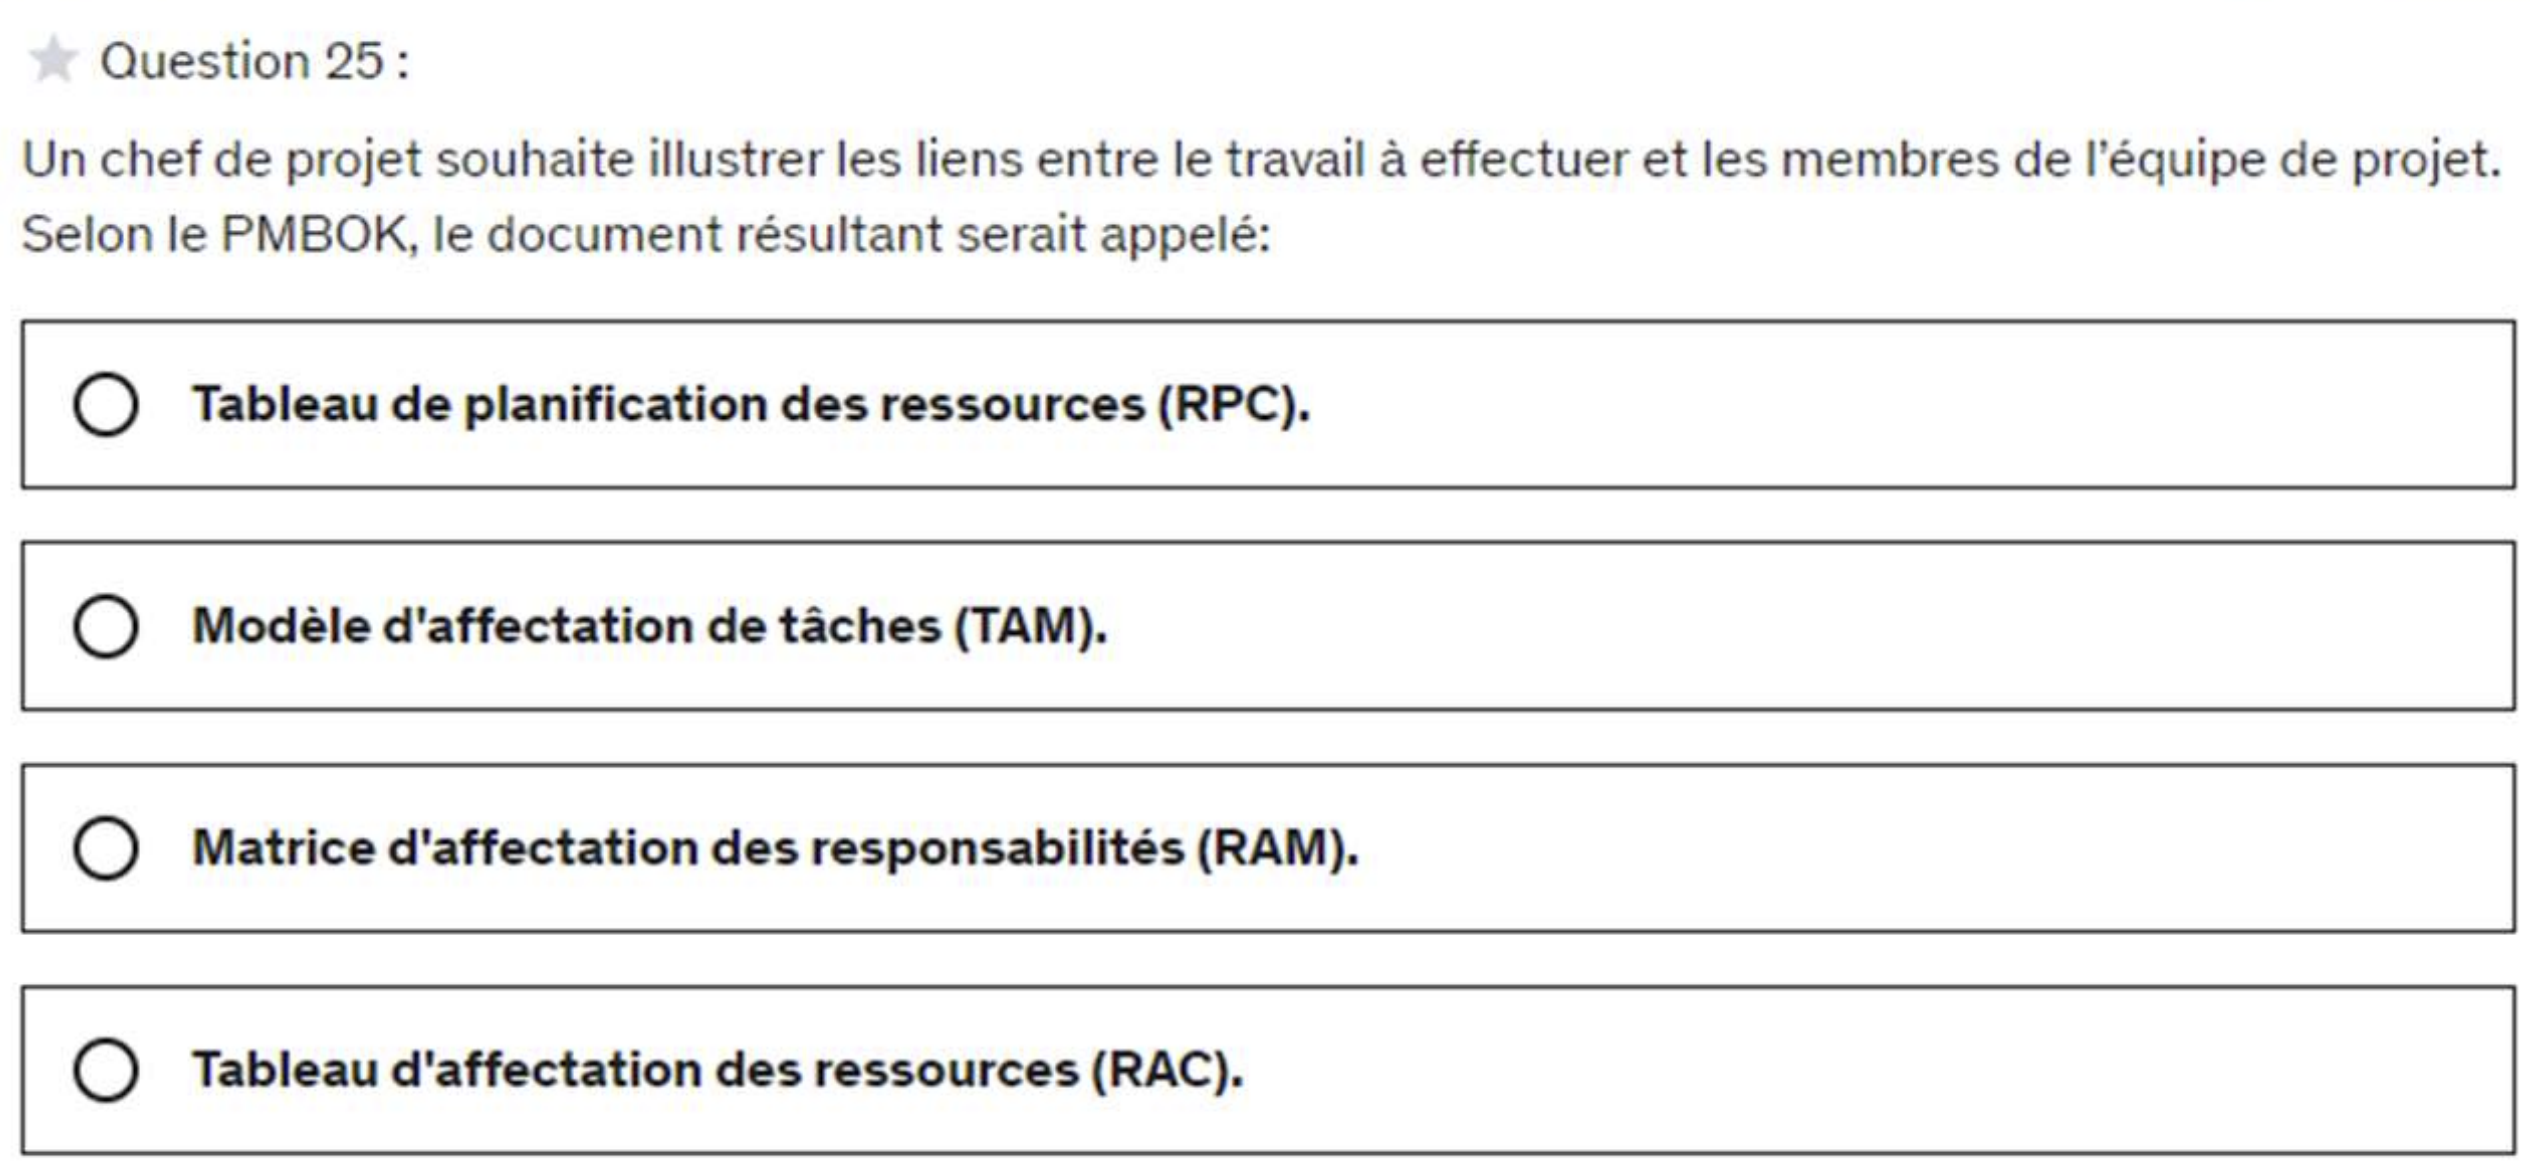 Question 25 :
Un chef de projet souhaite illustrer les liens entre le travail à effectuer et les membres de l’équipe de projet.
Selon le PMBOK, le document résultant serait appelé:
Tableau de planification des ressources (RPC).
Modèle d'affectation de tâches (TAM).
Matrice d'affectation des responsabilités (RAM).
Tableau d'affectation des ressources (RAC).